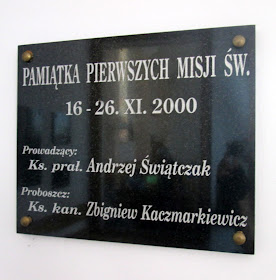 PAMIĄTKA PIERWSZYCH MISJI ŚW.
16 - 26. XI. 2000
Prowadzący:
Ks. prał. Andrzej Świątczak
Proboszcz:
Ks. kan. Zbigniew Kaczmarkiewicz